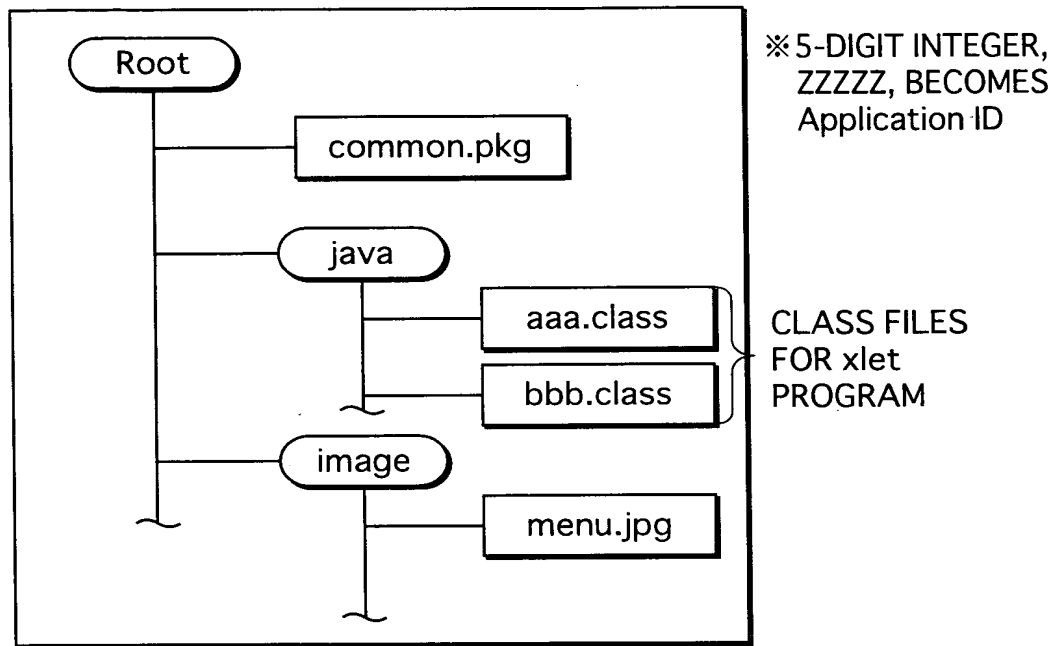 Root
※5-DIGIT INTEGER,
ZZZZZ, BECOMES
Application ID
common.pkg
java
aaa.class
bbb.class
CLASS FILES
FOR xlet
PROGRAM
image
menu.jpg